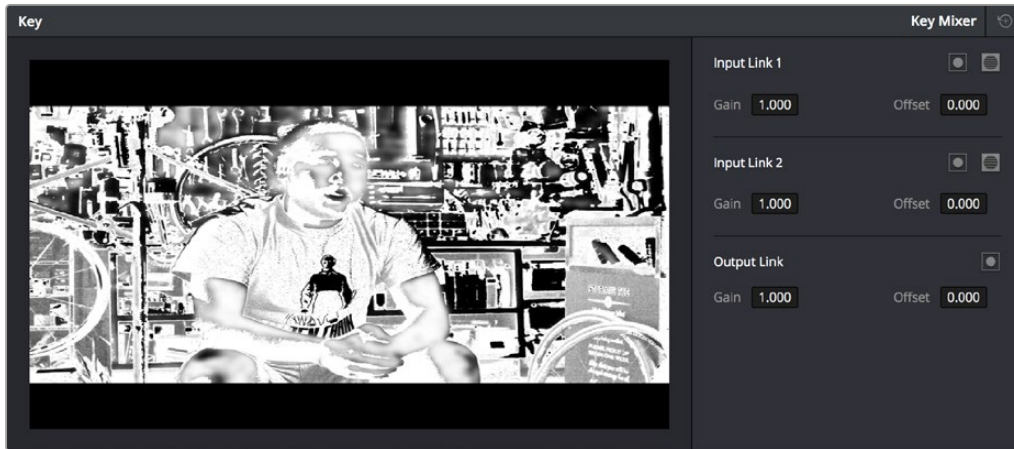 Key
Key Mixer
Input Link 1
Gain 1.000 Offset 0.000
Input Link 2
Gain 1.000 Offset 0.000
Output Link
Gain 1.000 Offset 0.000